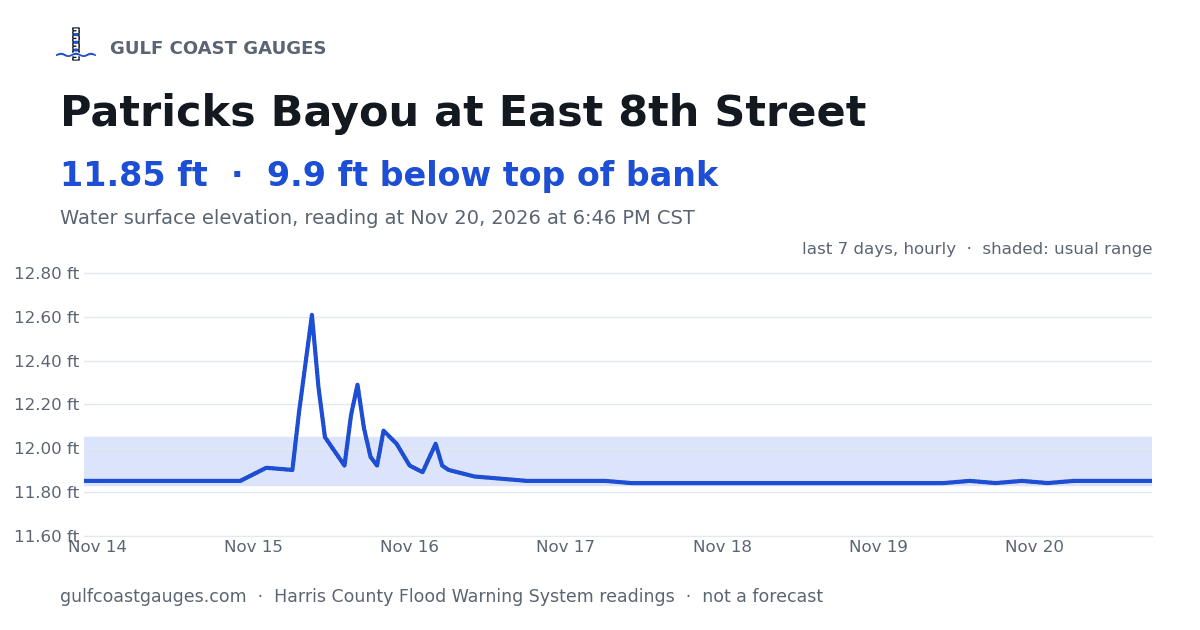 GULF COAST GAUGES
Patricks Bayou at East 8th Street
11.85 ft · 9.9 ft below top of bank
Water surface elevation, reading at Nov 20, 2026 at 6:46 PM CST
last 7 days, hourly · shaded: usual range
12.80 ft
12.60 ft
12.40 ft
12.20 ft
12.00 ft
11.80 ft
11.60 ft
Nov 14 Nov 15 Nov 16 Nov 17 Nov 18 Nov 19 Nov 20
gulfcoastgauges.com · Harris County Flood Warning System readings · not a forecast